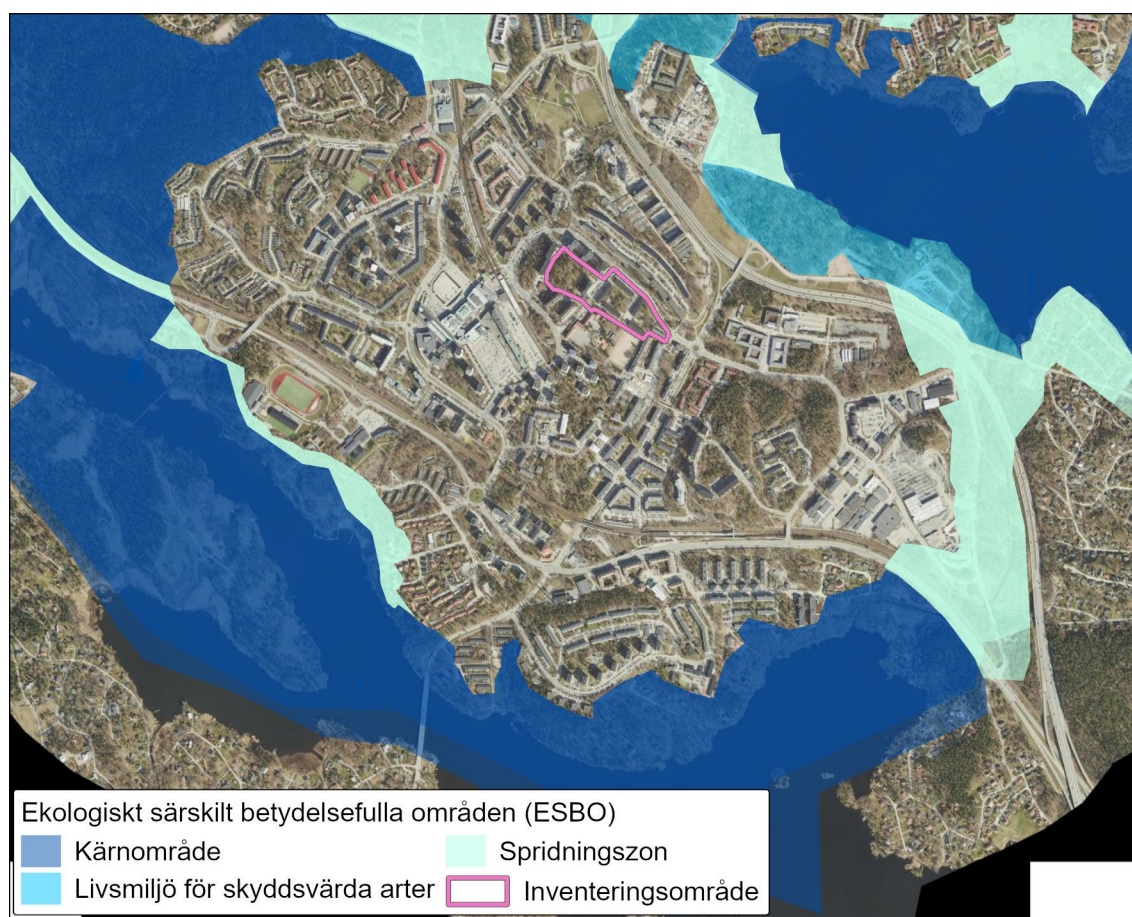 Ekologiskt särskilt betydelsefulla områden (ESBO)
Kärnområde
Spridningszon
Livsmiljö för skyddsvärda arter
Inventeringsområde